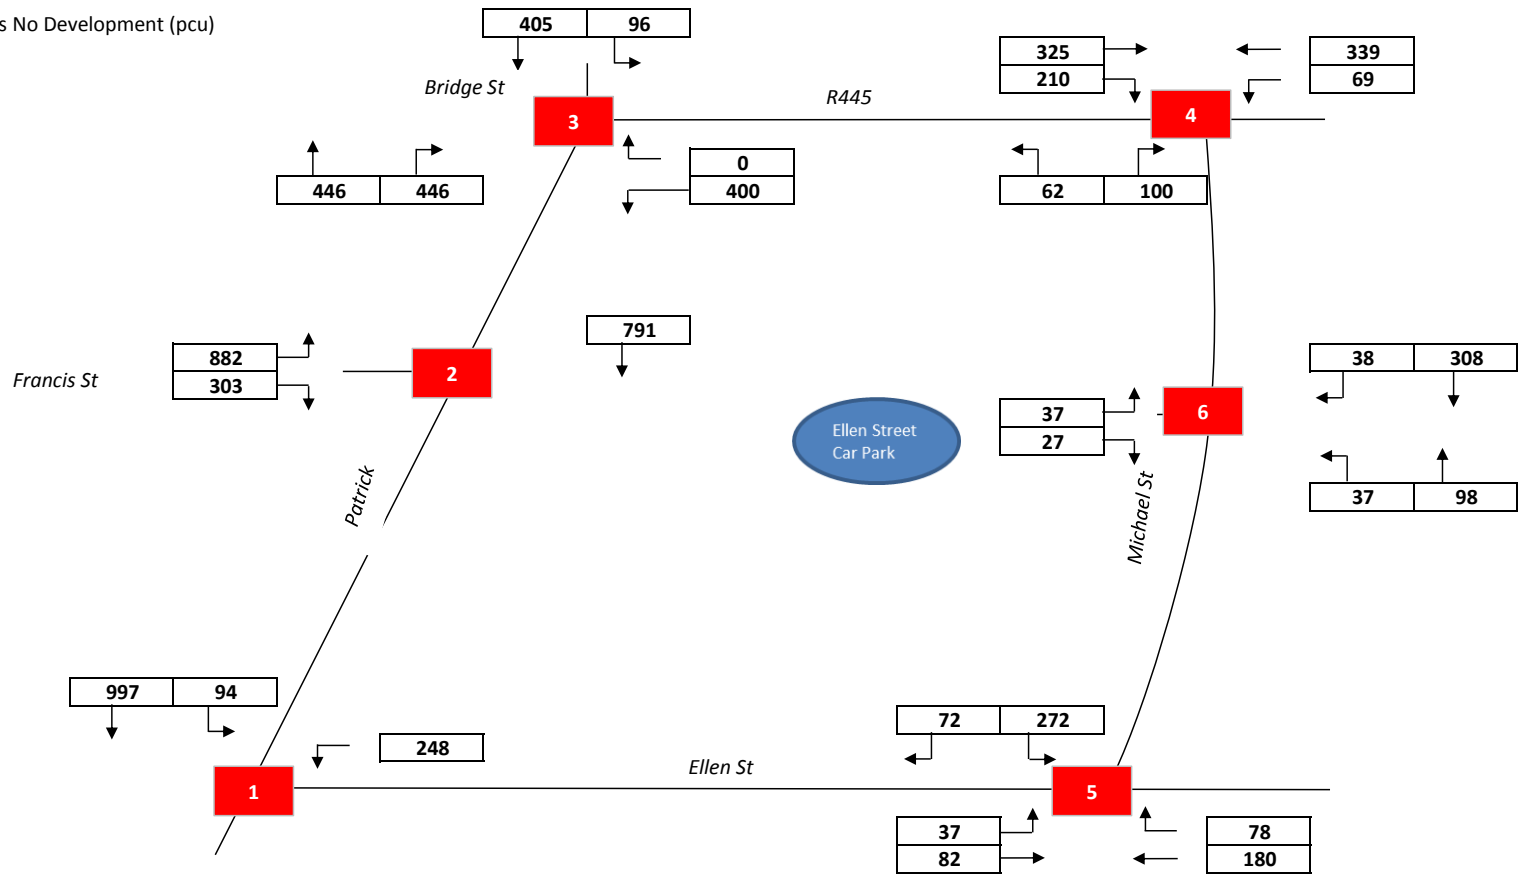 s No Development (pcu)
405 96
325 339
210 69
Bridge St
R445
3
4
0
446 446
400
62 100
791
882
303
2
Francis St
38 308
37
27
6
Ellen Street
Car Park
Patrick
Michael St
37 98
997 94
72 272
248
Ellen St
1
5
37 78
82 180